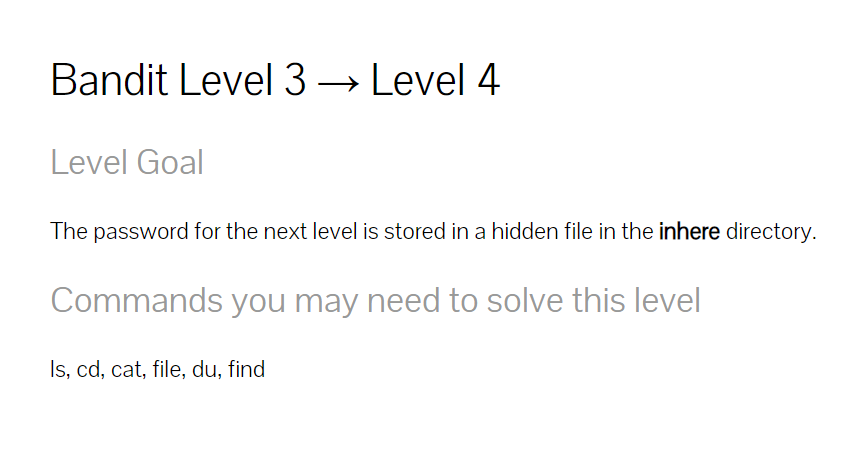 Bandit Level 3 → Level 4
Level Goal
The password for the next level is stored in a hidden file in the inhere directory.
Commands you may need to solve this level
ls, cd, cat, file, du, find